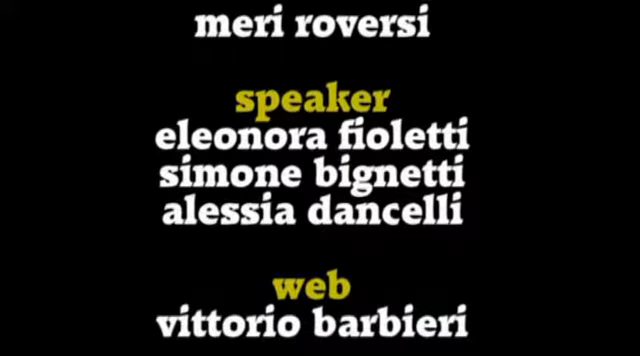 meri roversi
speaker
eleonora fioletti
simone bignetti
alessia dancelli
web
vittorio barbieri